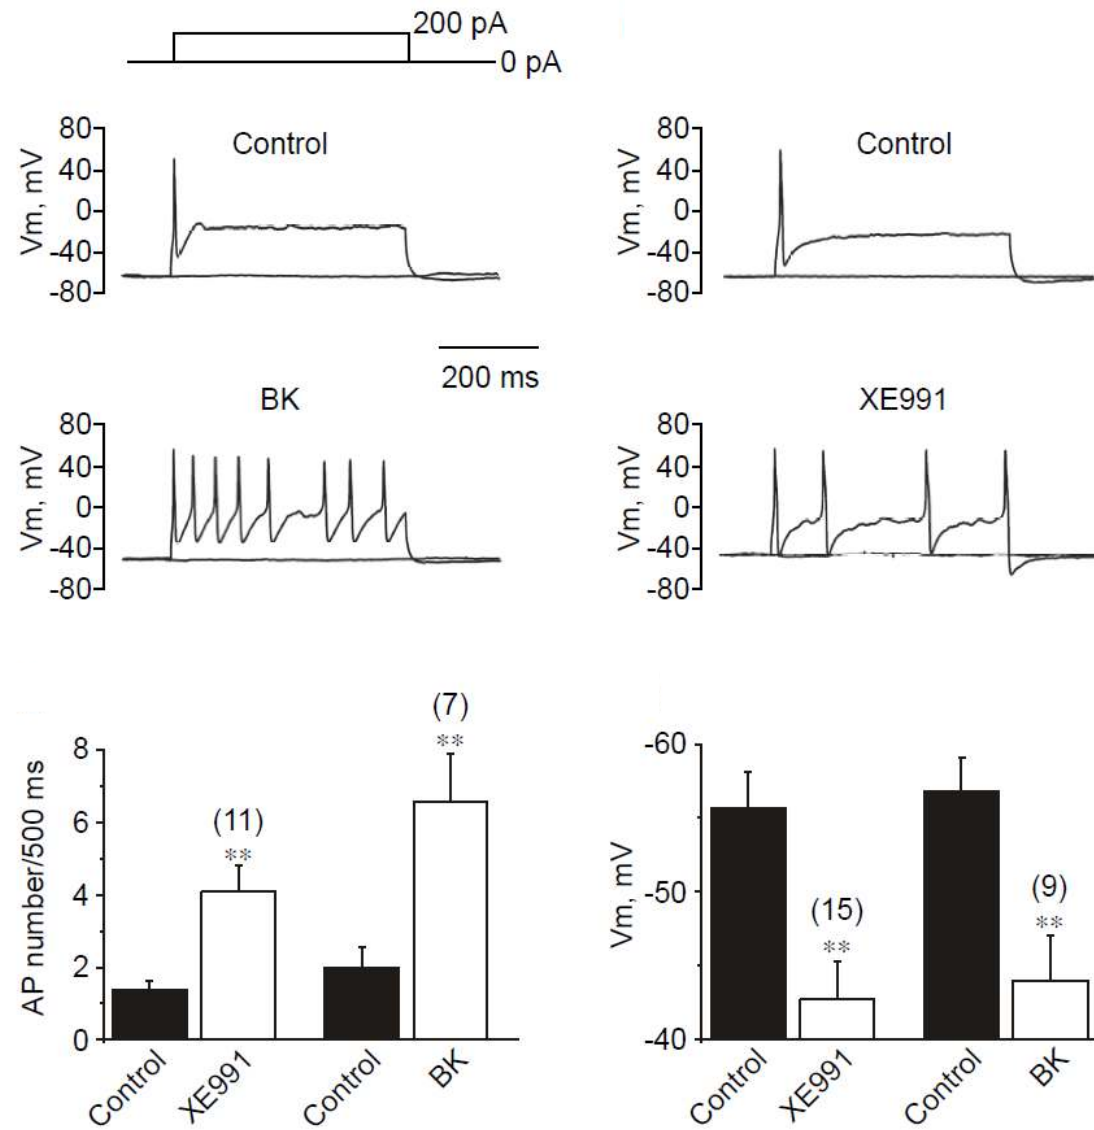 200 pA
0 pA
Control
80
40
0
-40
-80
Vm, mV
Control
80
40
0
-40
-80
Vm, mV
200 ms
BK
80
40
0
-40
-80
Vm, mV
XE991
80
40
0
-40
-80
Vm, mV
8
6
4
2
0
AP number/500 ms
(11)
**
(7)
**
Control
XE991
Control
BK
-60
-50
-40
Vm, mV
(15)
**
(9)
**
Control
XE991
Control
BK